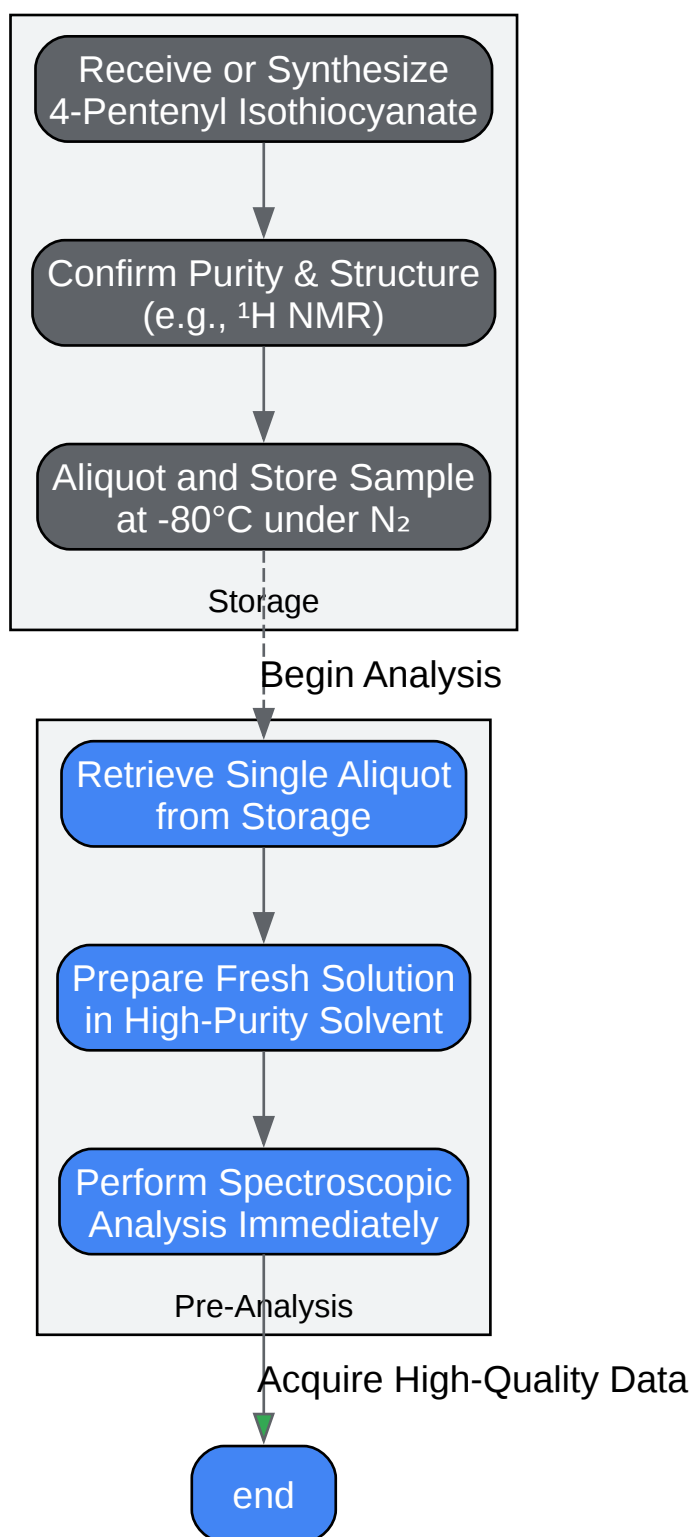 Receive or Synthesize
4-Pentenyl Isothiocyanate
Confirm Purity & Structure
(e.g., ¹H NMR)
Aliquot and Store Sample
at -80°C under N₂
Storage
Begin Analysis
Retrieve Single Aliquot
from Storage
Prepare Fresh Solution
in High-Purity Solvent
Perform Spectroscopic
Analysis Immediately
Pre-Analysis
Acquire High-Quality Data
end